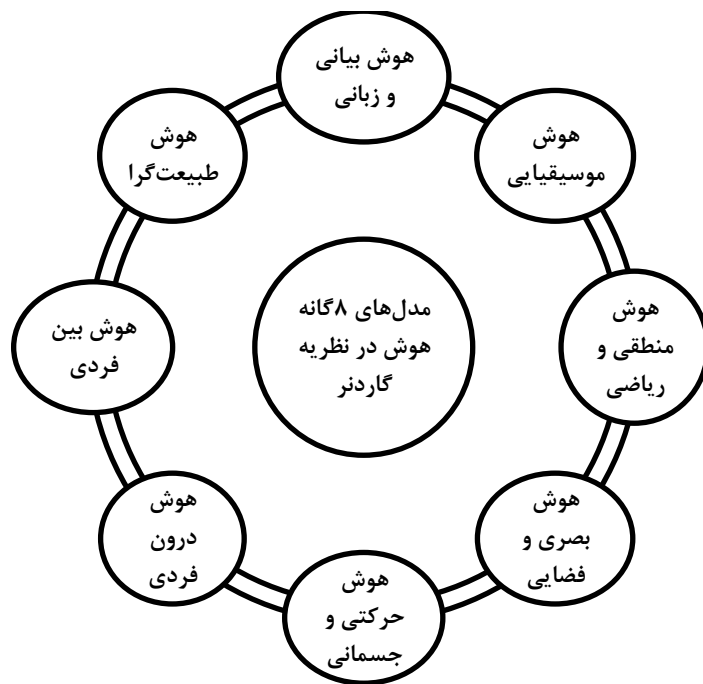 هوش بیانی
و زبانی
هوش
موسیقیایی
هوش
منطقی و
ریاضی
هوش
بصری و
فضایی
هوش
حرکتی و
جسمانی
هوش
درون
فردی
هوش بین
فردی
هوش
طبیعت‌گرا
مدل‌های ۸گانه
هوش در نظریه
گاردنر